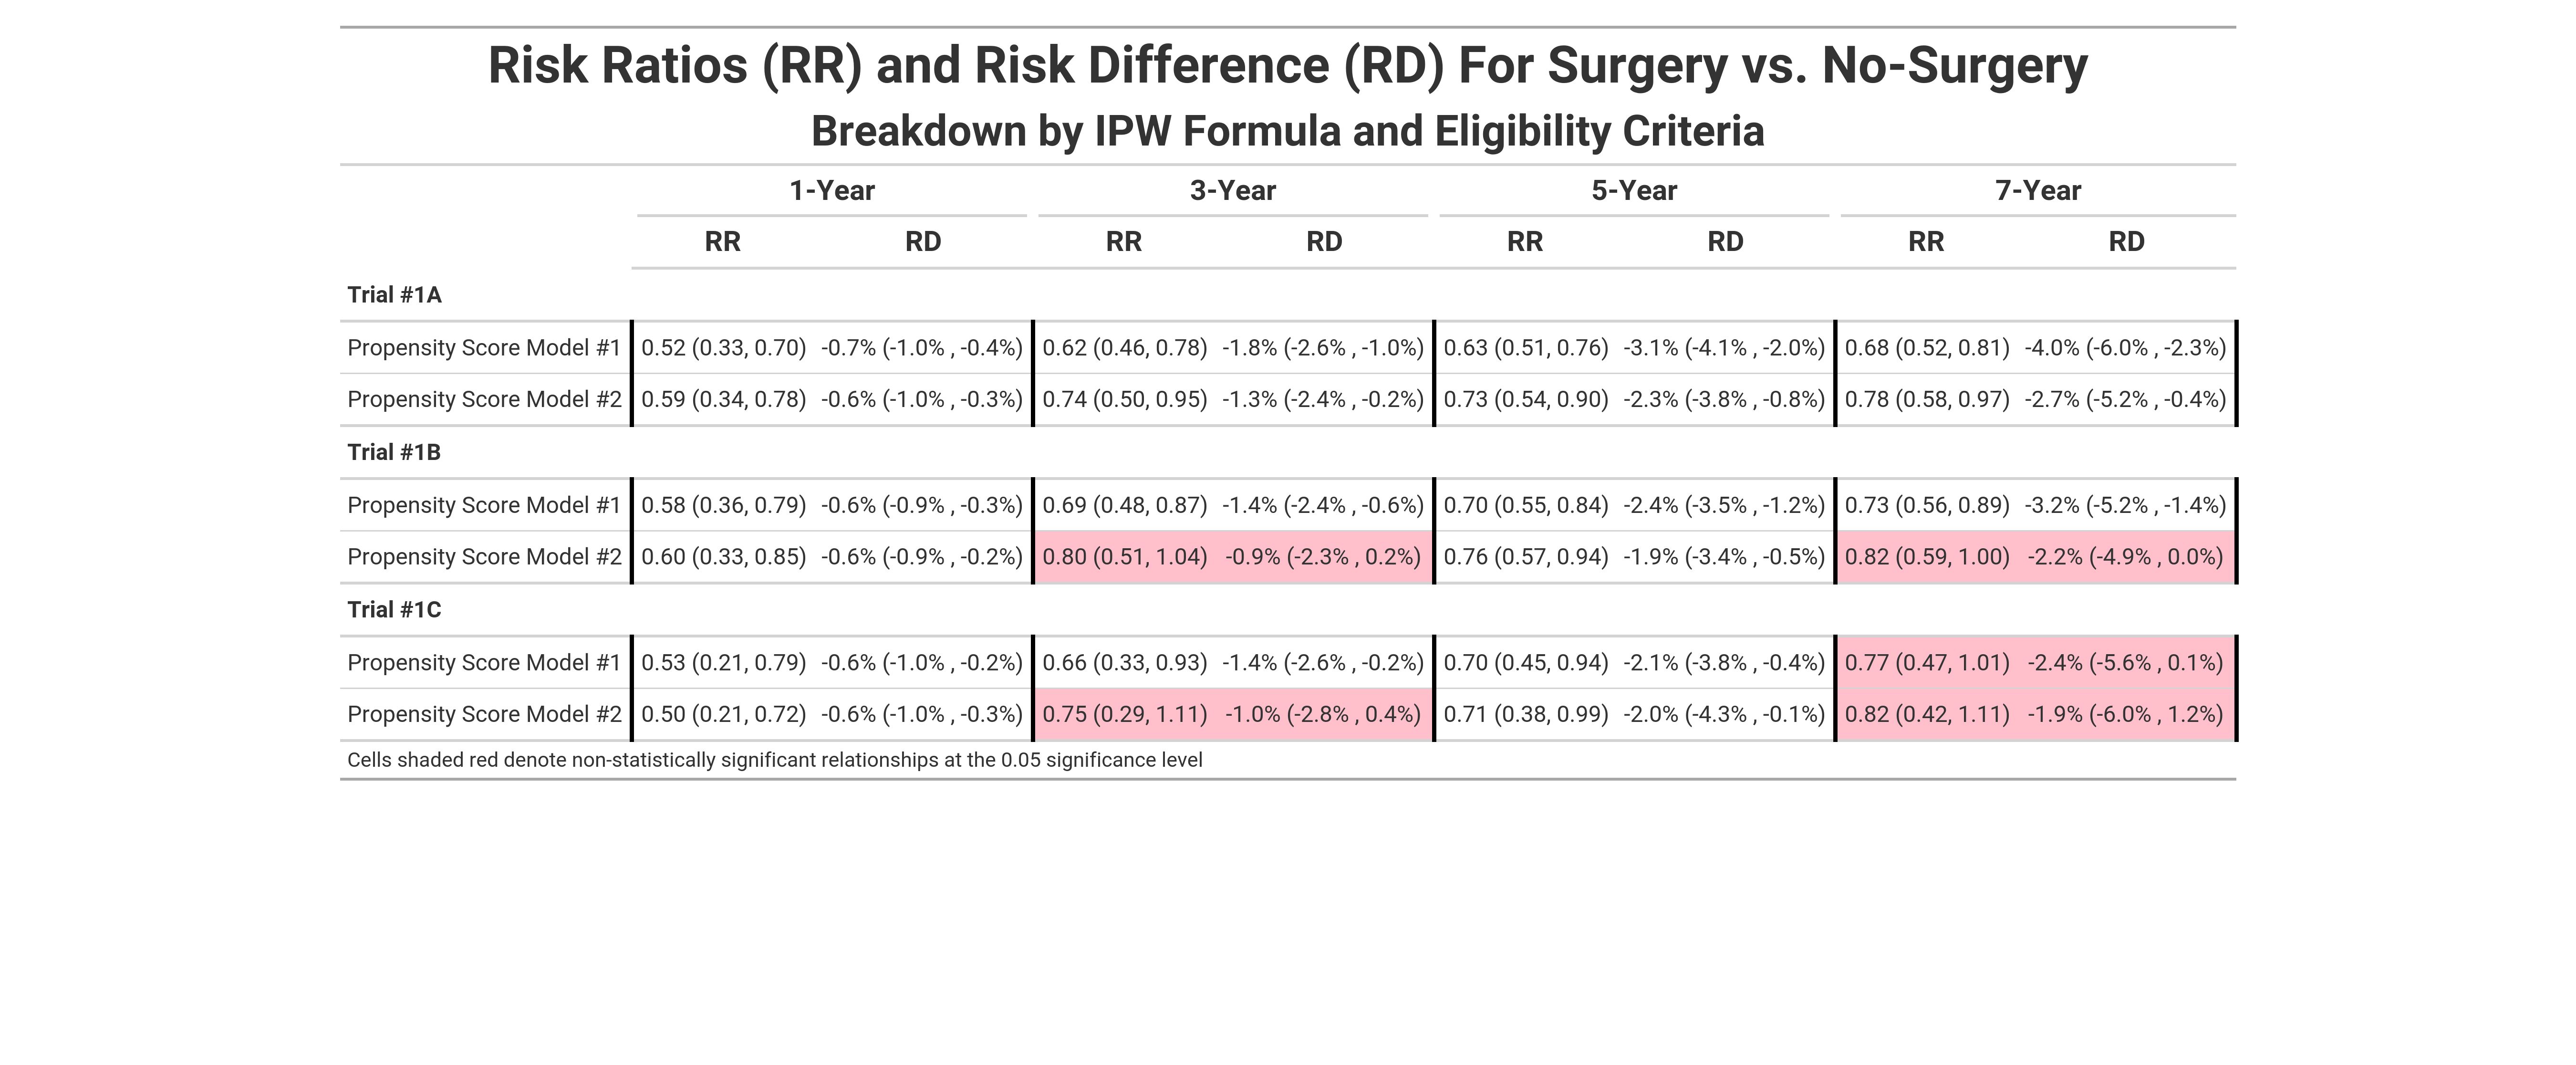 Risk Ratios (RR) and Risk Difference (RD) For Surgery vs. No-Surgery
Breakdown by IPW Formula and Eligibility Criteria
1-Year 3-Year 5-Year 7-Year
RR RD RR RD RR RD RR RD
Trial #1A
Propensity Score Model #1 0.52 (0.33, 0.70) -0.7% (-1.0% , -0.4%) 0.62 (0.46, 0.78) -1.8% (-2.6% , -1.0%) 0.63 (0.51, 0.76) -3.1% (-4.1% , -2.0%) 0.68 (0.52, 0.81) -4.0% (-6.0% , -2.3%)
Propensity Score Model #2 0.59 (0.34, 0.78) -0.6% (-1.0% , -0.3%) 0.74 (0.50, 0.95) -1.3% (-2.4% , -0.2%) 0.73 (0.54, 0.90) -2.3% (-3.8% , -0.8%) 0.78 (0.58, 0.97) -2.7% (-5.2% , -0.4%)
Trial #1B
Propensity Score Model #1 0.58 (0.36, 0.79) -0.6% (-0.9% , -0.3%) 0.69 (0.48, 0.87) -1.4% (-2.4% , -0.6%) 0.70 (0.55, 0.84) -2.4% (-3.5% , -1.2%) 0.73 (0.56, 0.89) -3.2% (-5.2% , -1.4%)
Propensity Score Model #2 0.60 (0.33, 0.85) -0.6% (-0.9% , -0.2%) 0.80 (0.51, 1.04) -0.9% (-2.3% , 0.2%) 0.76 (0.57, 0.94) -1.9% (-3.4% , -0.5%) 0.82 (0.59, 1.00) -2.2% (-4.9% , 0.0%)
Trial #1C
Propensity Score Model #1 0.53 (0.21, 0.79) -0.6% (-1.0% , -0.2%) 0.66 (0.33, 0.93) -1.4% (-2.6% , -0.2%) 0.70 (0.45, 0.94) -2.1% (-3.8% , -0.4%) 0.77 (0.47, 1.01) -2.4% (-5.6% , 0.1%)
Propensity Score Model #2 0.50 (0.21, 0.72) -0.6% (-1.0% , -0.3%) 0.75 (0.29, 1.11) -1.0% (-2.8% , 0.4%) 0.71 (0.38, 0.99) -2.0% (-4.3% , -0.1%) 0.82 (0.42, 1.11) -1.9% (-6.0% , 1.2%)
Cells shaded red denote non-statistically significant relationships at the 0.05 significance level